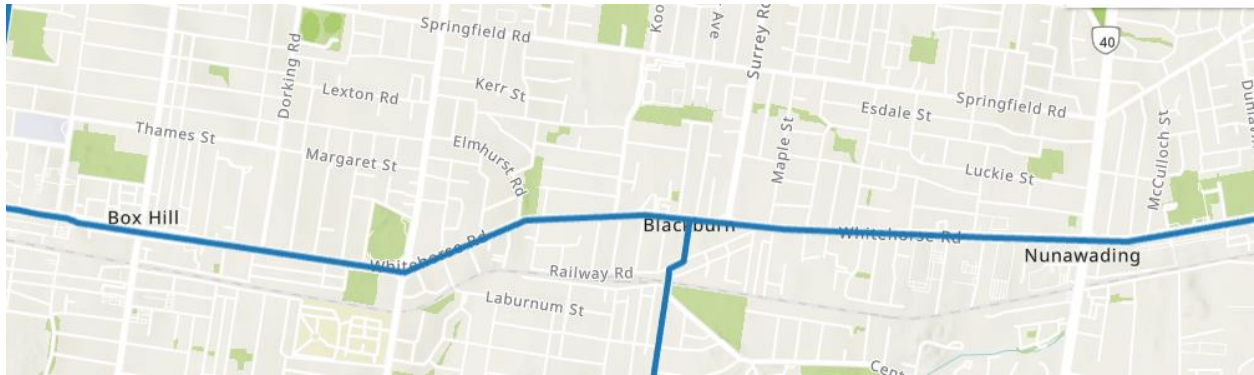 Springfield Rd
Surrey Rd
Ave
40
Dorking Rd
Lexton Rd
Kerr St
Esdale St
Springfield Rd
Thames St
Margaret St
Elmhurst Rd
Maple St
Luckie St
McCulloch St
Box Hill
Blackburn
Whitehorse Rd
Whitehorse Rd
Nunawading
Railway Rd
Laburnum St